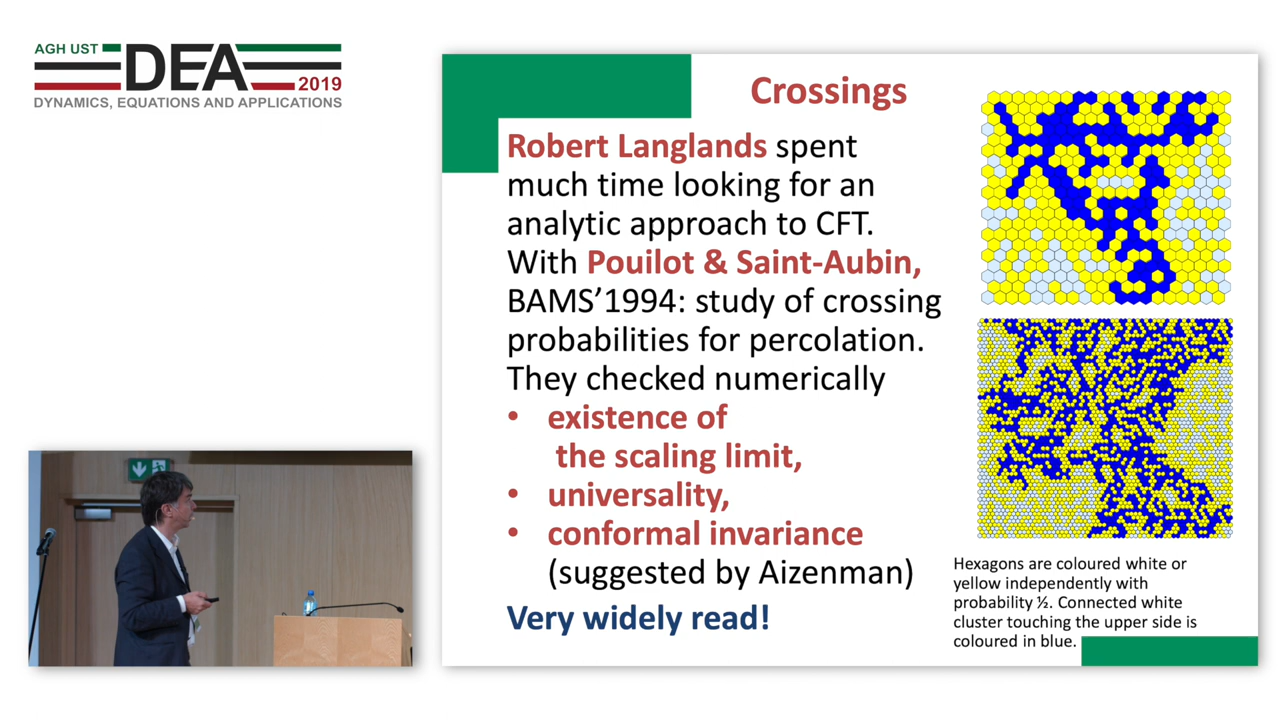 AGH UST
DEA
2019
DYNAMICS, EQUATIONS AND APPLICATIONS
Crossings
Robert Langlands spent
much time looking for an
analytic approach to CFT.
With Pouilot & Saint-Aubin,
BAMS’1994: study of crossing
probabilities for percolation.
They checked numerically
• existence of
the scaling limit,
• universality,
• conformal invariance
(suggested by Aizenman)
Very widely read!
Hexagons are coloured white or
yellow independently with
probability ½. Connected white
cluster touching the upper side is
coloured in blue.